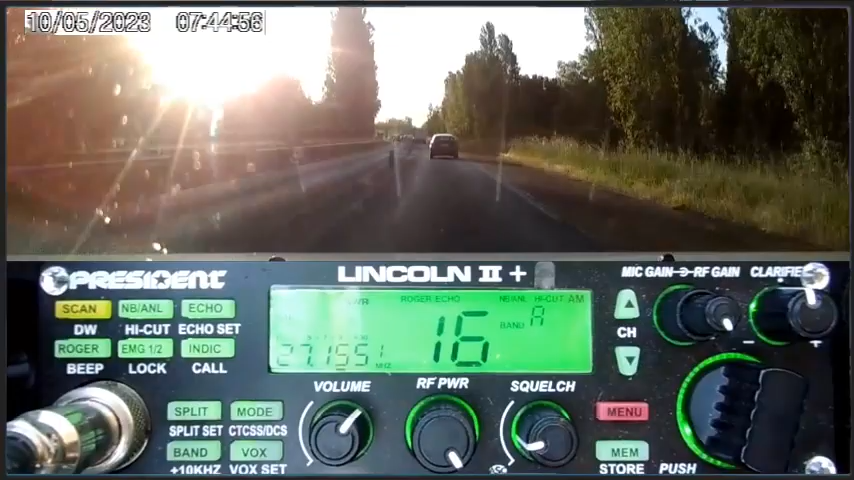 10/05/2023 07:44:56
PRESIDENT LINCOLN II + MIC GAIN RF GAIN CLARIFIER
SCAN NB/ANL ECHO
DW HI-CUT ECHO SET
ROGER EMG 1/2 INDIC
BEEP LOCK CALL
ROGER ECHO NB/ANL HI-CUT AM
16 BAND A
27.1551 MHz
CH
- +
VOLUME RF PWR SQUELCH
SPLIT MODE
SPLIT SET CTCSS/DCS
BAND VOX
+10KHZ VOX SET
MENU
MEM
STORE PUSH